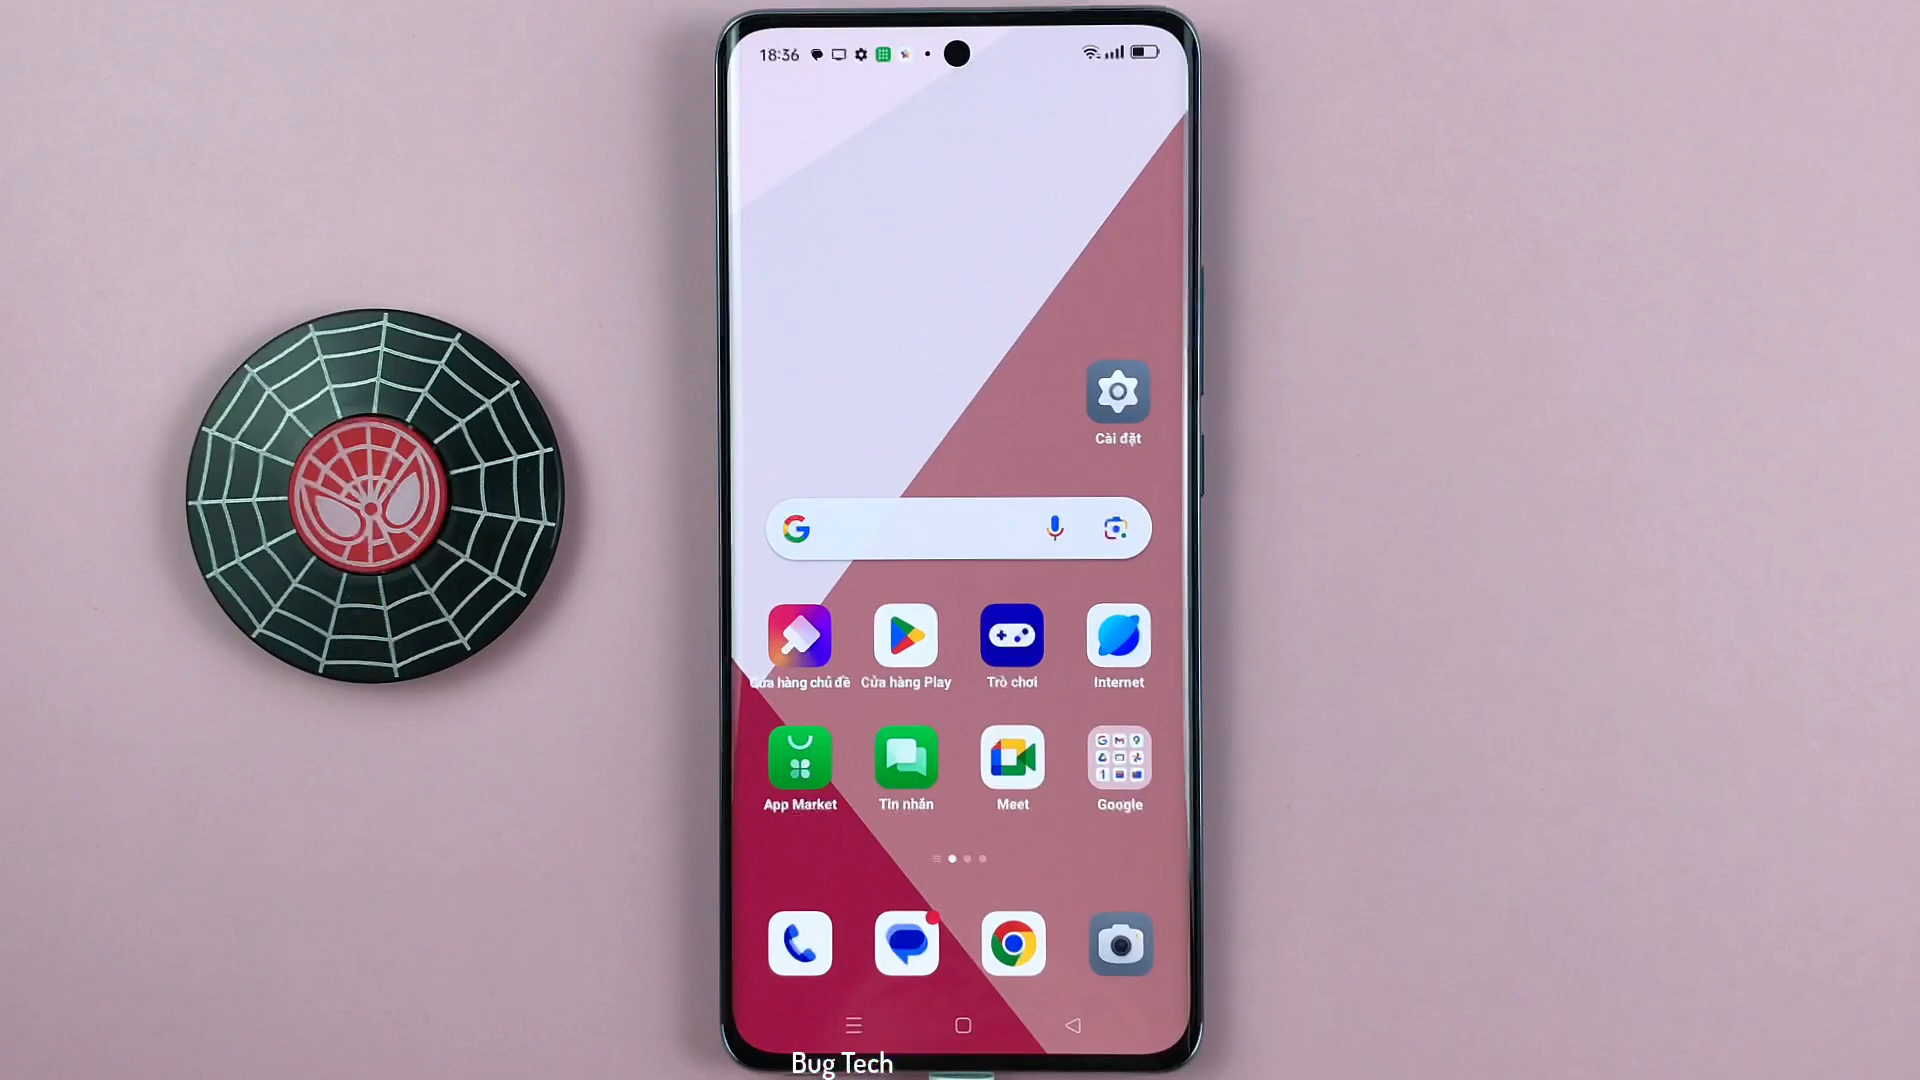 18:36
Cài đặt
Cửa hàng chủ đề
Cửa hàng Play
Trò chơi
Internet
App Market
Tin nhắn
Meet
Google
Bug Tech